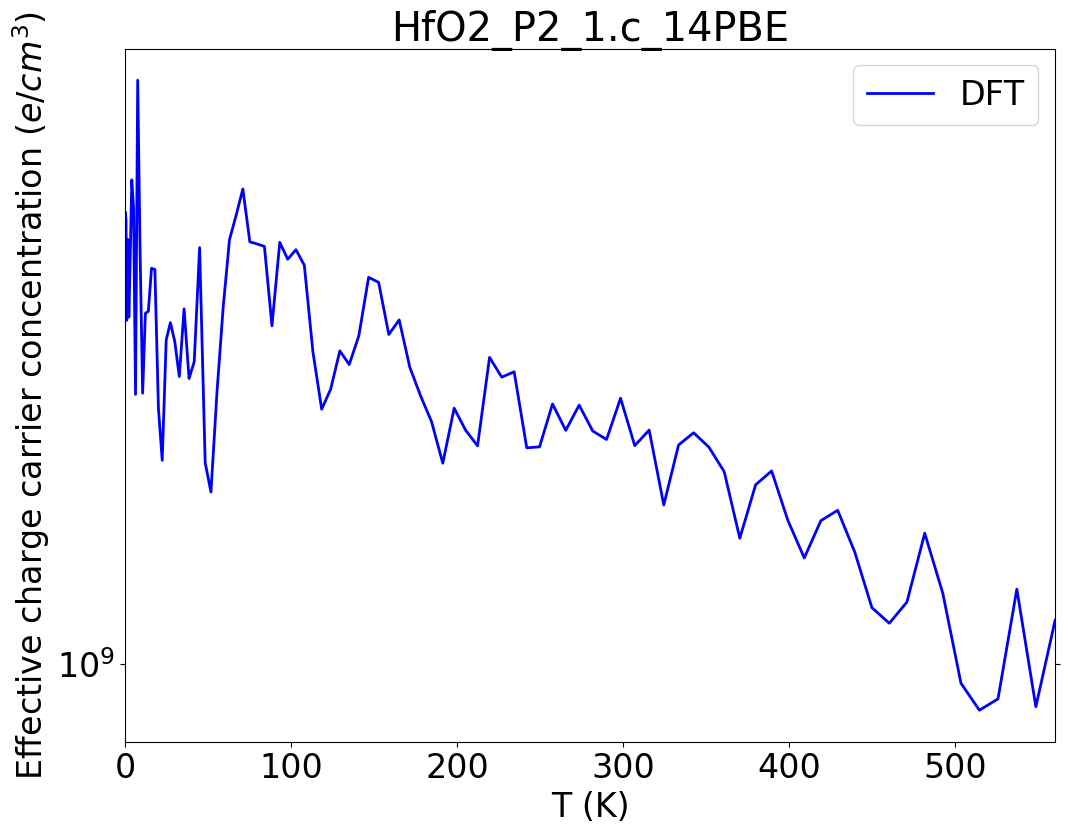 HfO2_P2_1.c_14PBE
DFT
Effective charge carrier concentration (e/cm³)
10⁹
0 100 200 300 400 500
T (K)